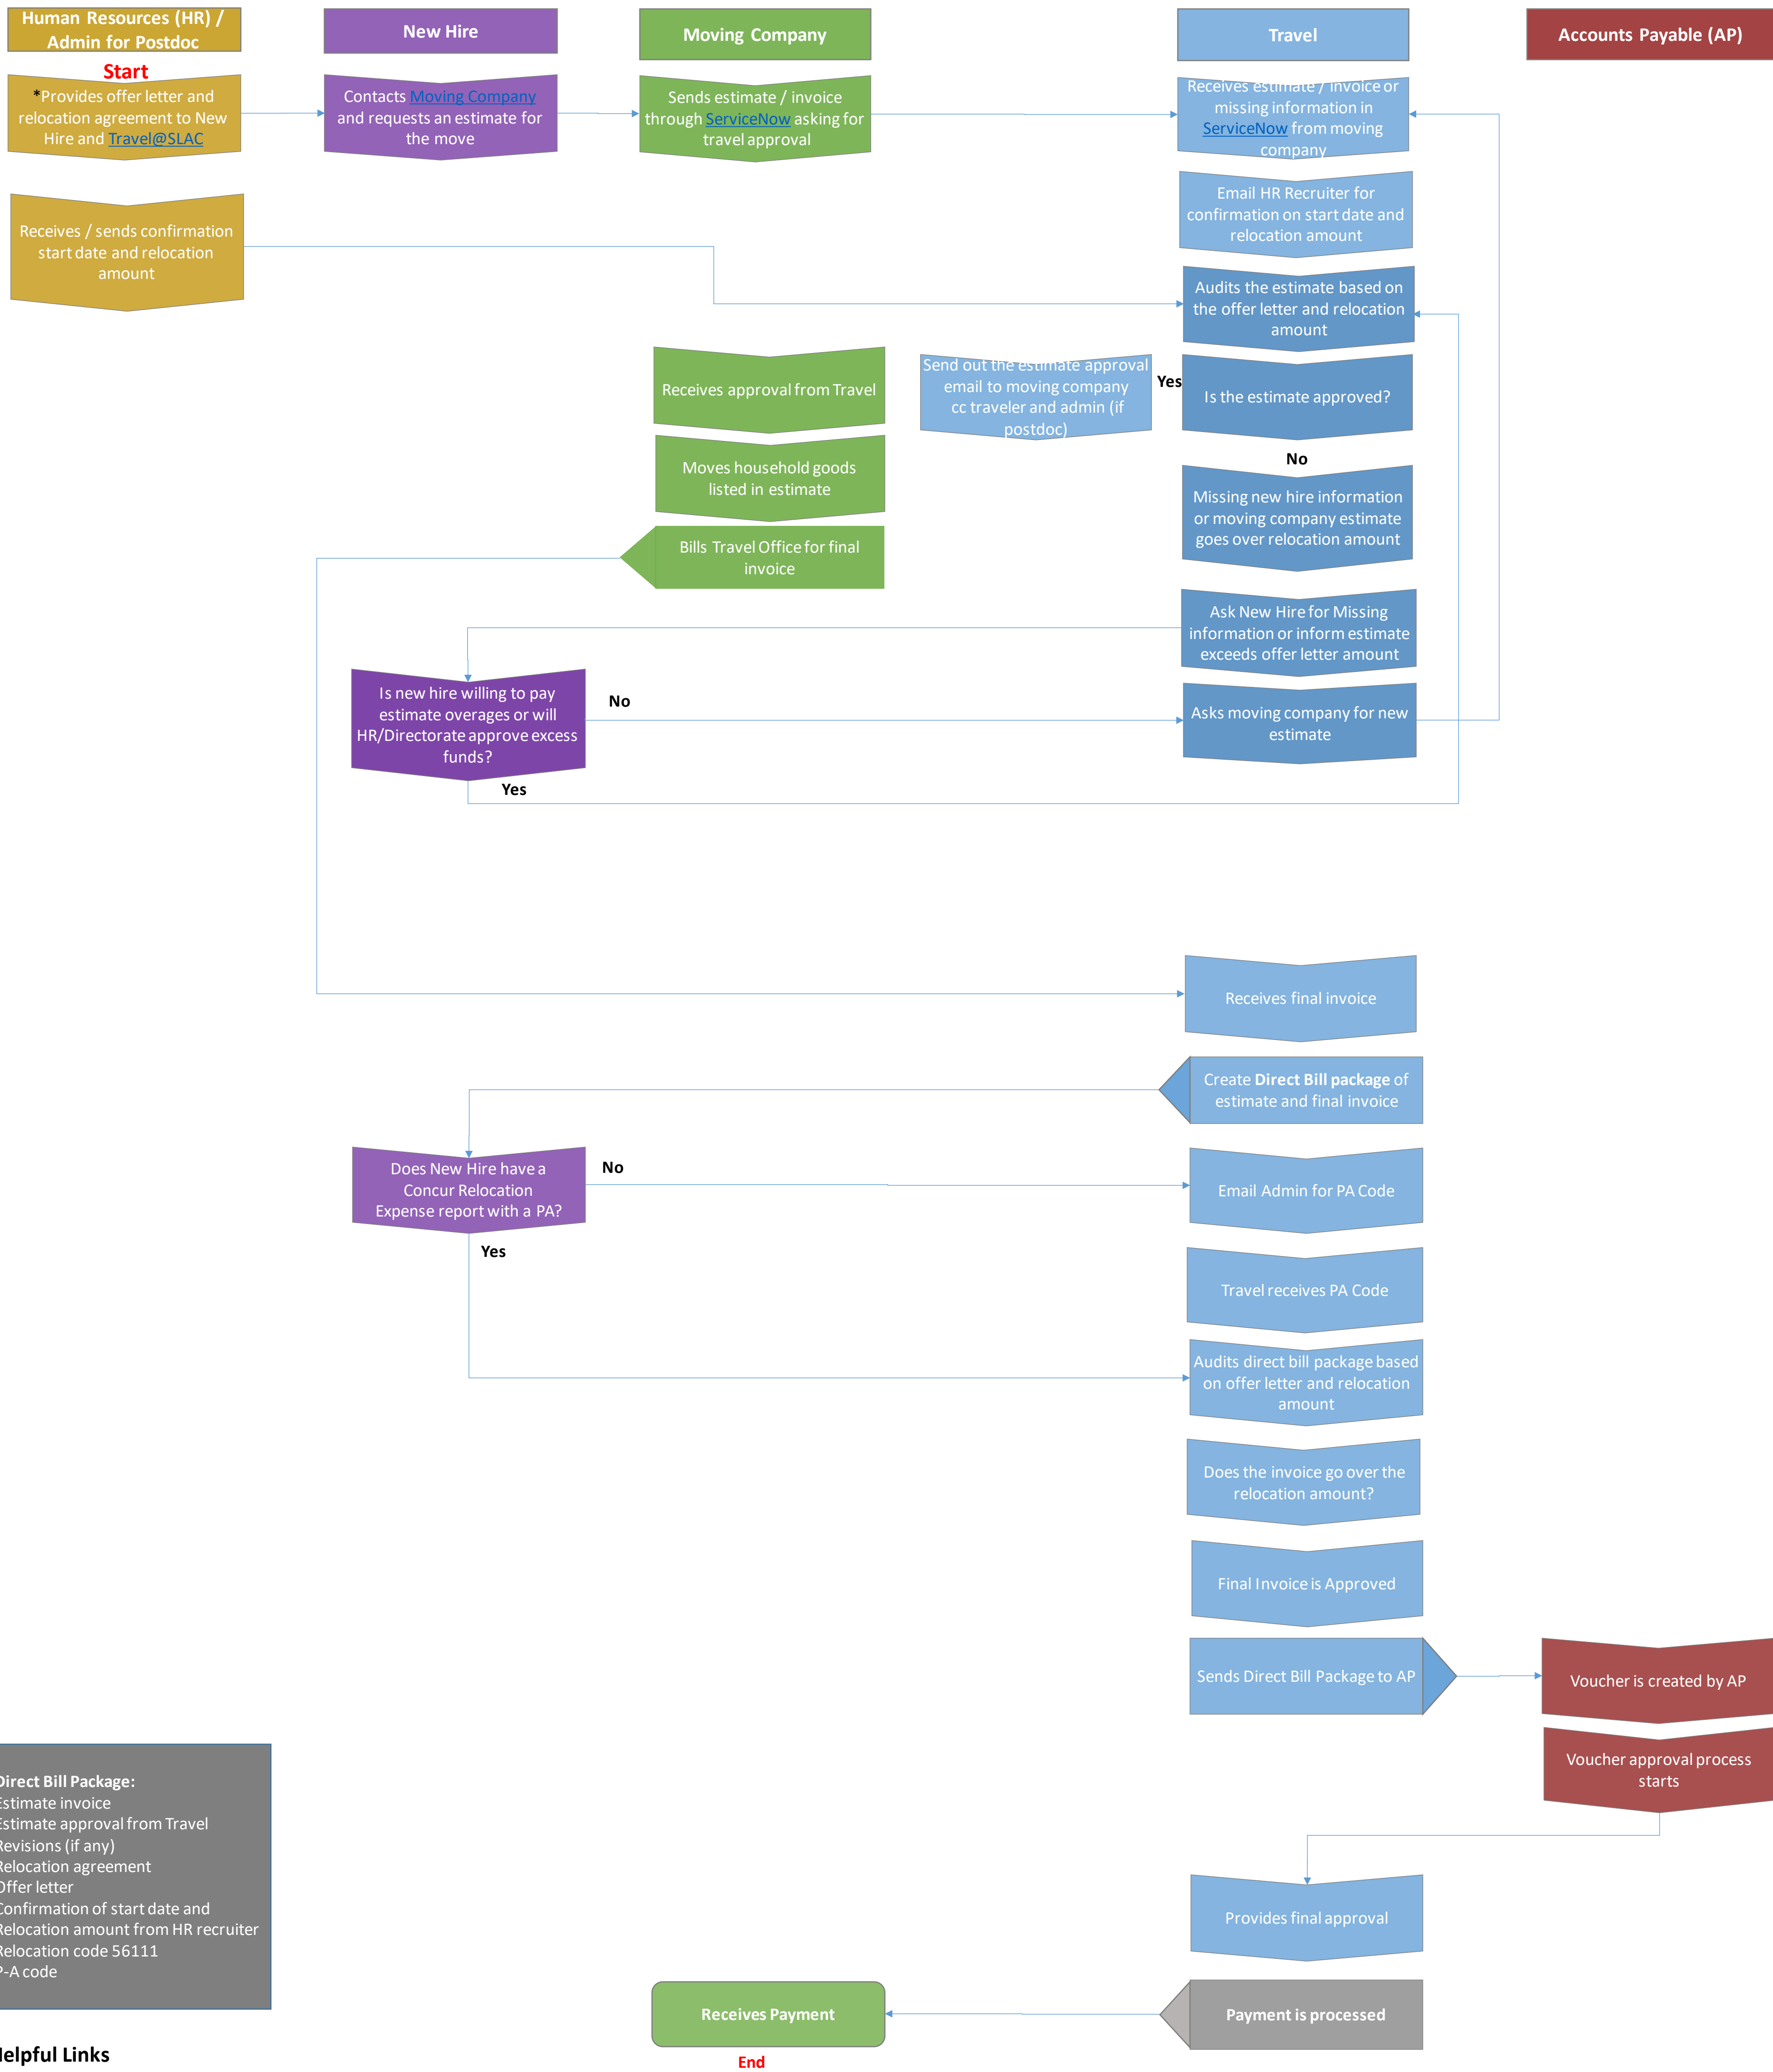 Human Resources (HR) /
Admin for Postdoc
New Hire
Moving Company
Travel
Accounts Payable (AP)
Start
*Provides offer letter and
relocation agreement to New
Hire and Travel@SLAC
Contacts Moving Company
and requests an estimate for
the move
Sends estimate / invoice
through ServiceNow asking for
travel approval
Receives estimate / invoice or
missing information in
ServiceNow from moving
company
Email HR Recruiter for
confirmation on start date and
relocation amount
Receives / sends confirmation
start date and relocation
amount
Audits the estimate based on
the offer letter and relocation
amount
Receives approval from Travel
Send out the estimate approval
email to moving company
cc traveler and admin (if
postdoc)
Yes
Is the estimate approved?
No
Moves household goods
listed in estimate
Missing new hire information
or moving company estimate
goes over relocation amount
Bills Travel Office for final
invoice
Ask New Hire for Missing
information or inform estimate
exceeds offer letter amount
Is new hire willing to pay
estimate overages or will
HR/Directorate approve excess
funds?
No
Asks moving company for new
estimate
Yes
Receives final invoice
Create Direct Bill package of
estimate and final invoice
Does New Hire have a
Concur Relocation
Expense report with a PA?
No
Email Admin for PA Code
Yes
Travel receives PA Code
Audits direct bill package based
on offer letter and relocation
amount
Does the invoice go over the
relocation amount?
Final Invoice is Approved
Sends Direct Bill Package to AP
Voucher is created by AP
Voucher approval process
starts
Direct Bill Package:
Estimate invoice
Estimate approval from Travel
Revisions (if any)
Relocation agreement
Offer letter
Confirmation of start date and
Relocation amount from HR recruiter
Relocation code 56111
P-A code
Provides final approval
Receives Payment
Payment is processed
End
Helpful Links